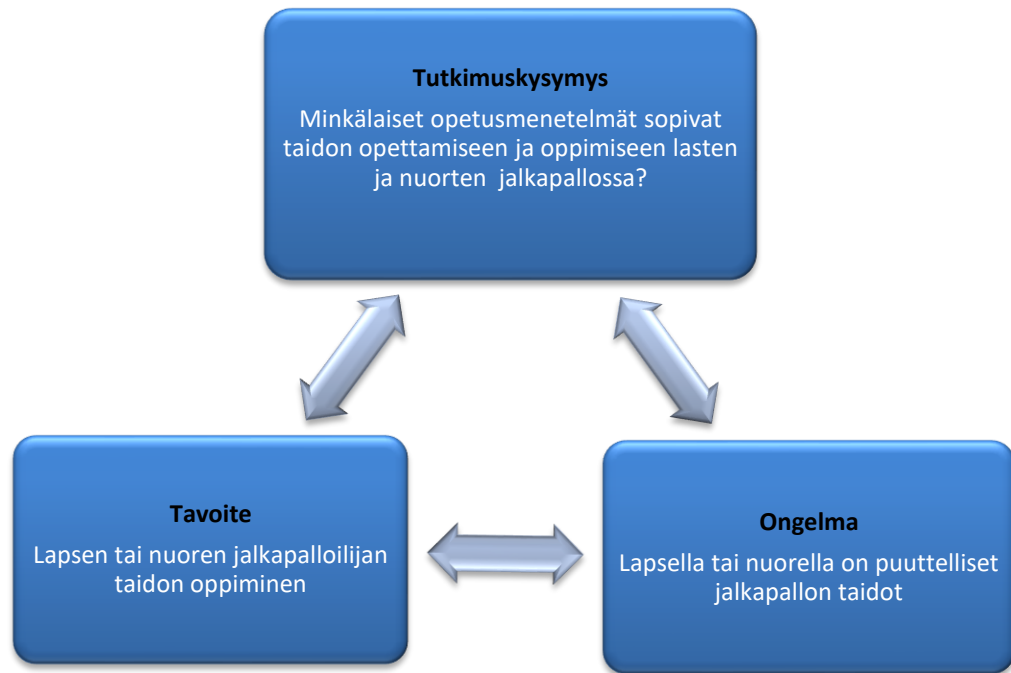 Tutkimuskysymys
Minkälaiset opetusmenetelmät sopivat
taidon opettamiseen ja oppimiseen lasten
ja nuorten jalkapallossa?
Tavoite
Lapsen tai nuoren jalkapalloilijan
taidon oppiminen
Ongelma
Lapsella tai nuorella on puuttelliset
jalkapallon taidot